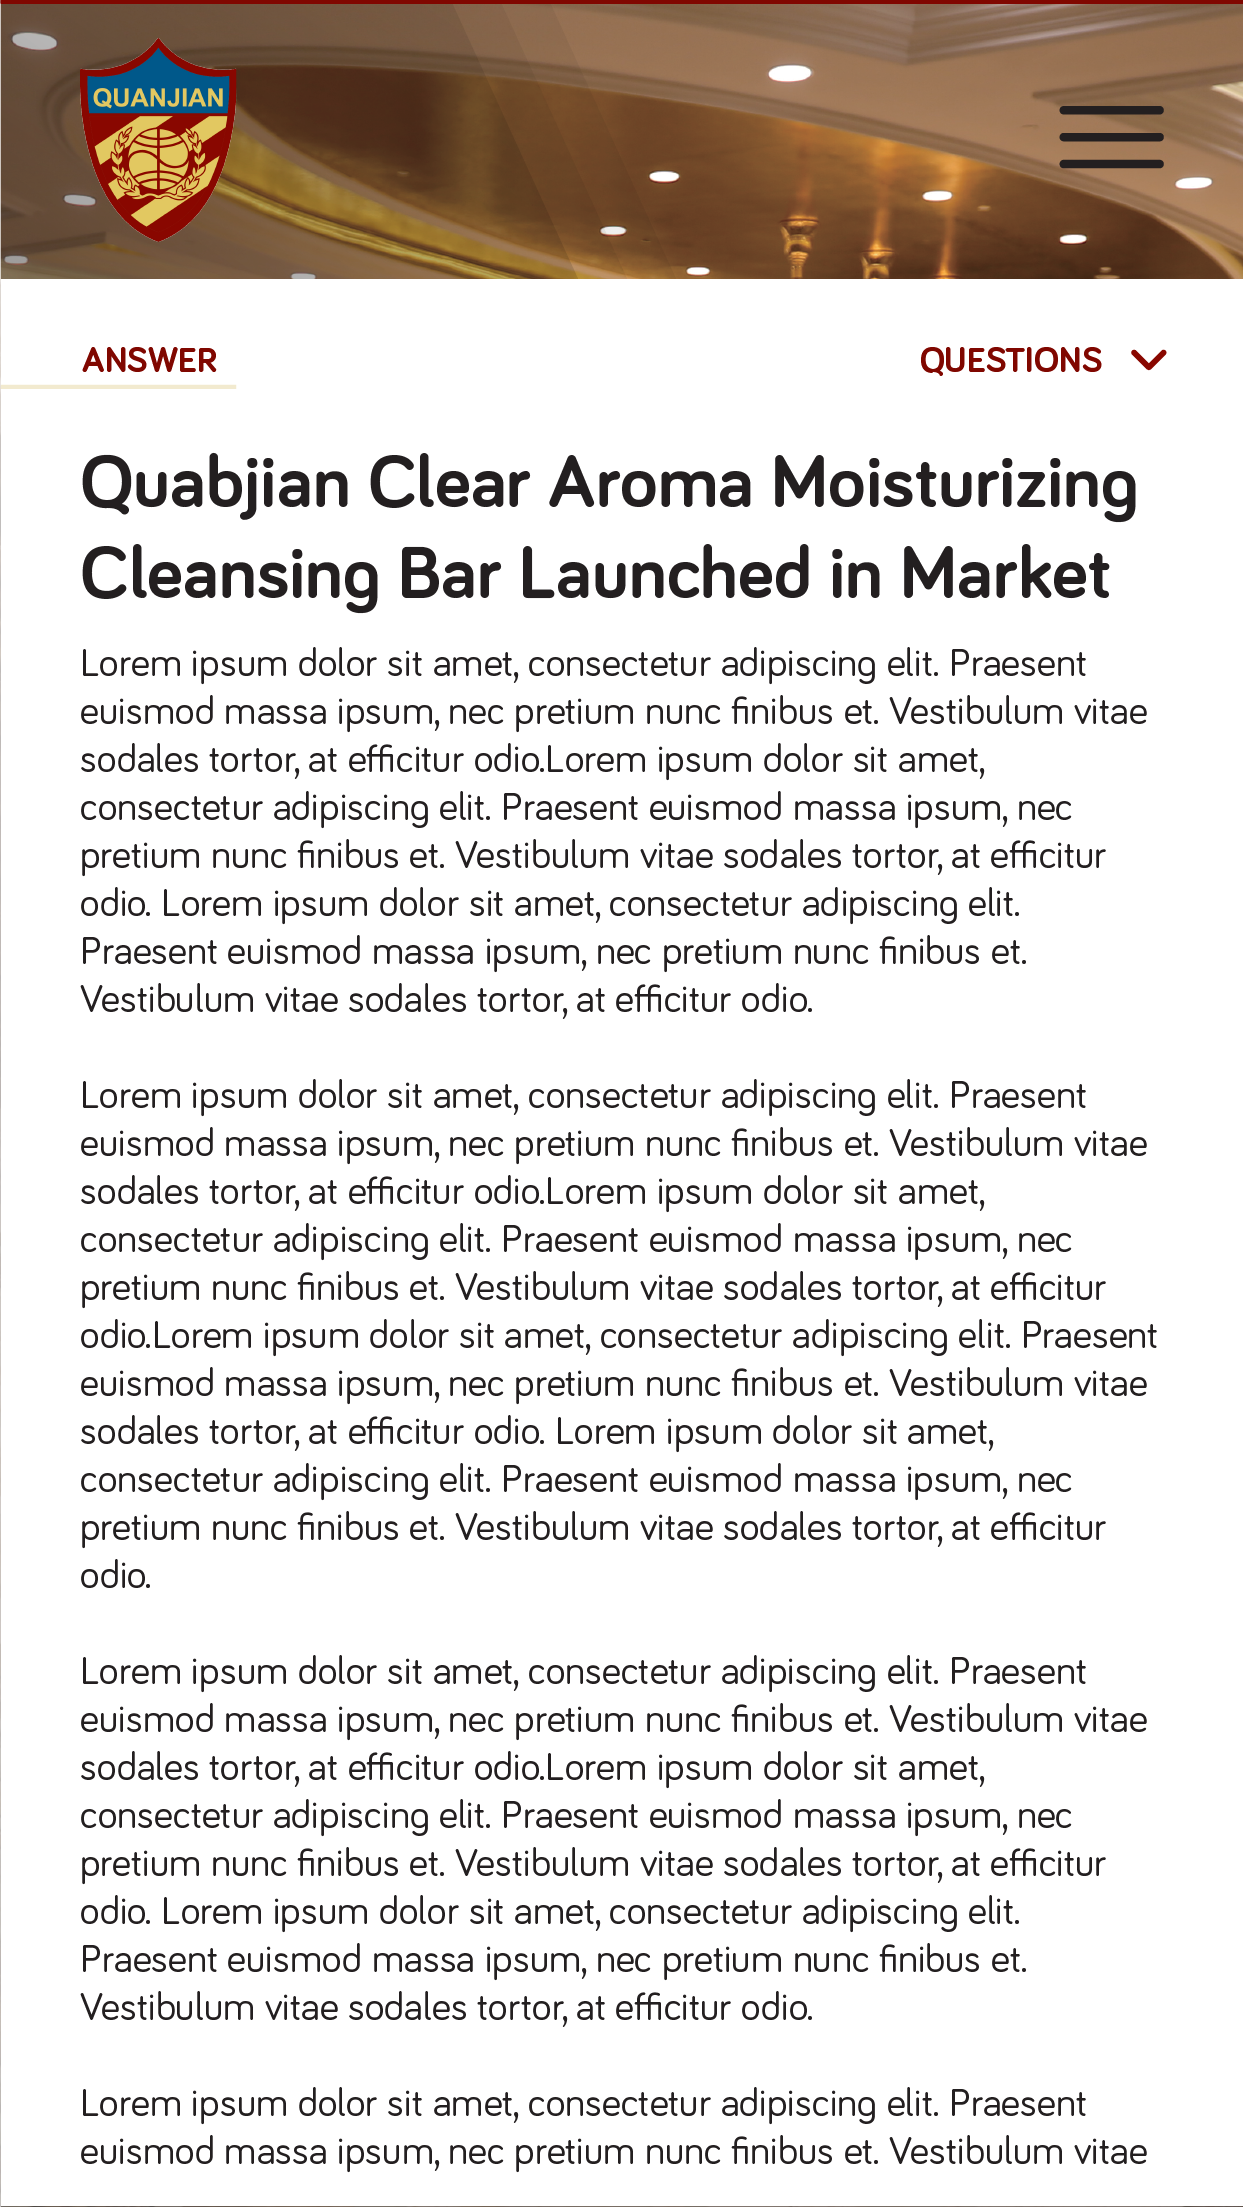 QUANJIAN
ANSWER
QUESTIONS
Quabjian Clear Aroma Moisturizing
Cleansing Bar Launched in Market
Lorem ipsum dolor sit amet, consectetur adipiscing elit. Praesent
euismod massa ipsum, nec pretium nunc finibus et. Vestibulum vitae
sodales tortor, at efficitur odio.Lorem ipsum dolor sit amet,
consectetur adipiscing elit. Praesent euismod massa ipsum, nec
pretium nunc finibus et. Vestibulum vitae sodales tortor, at efficitur
odio. Lorem ipsum dolor sit amet, consectetur adipiscing elit.
Praesent euismod massa ipsum, nec pretium nunc finibus et.
Vestibulum vitae sodales tortor, at efficitur odio.
Lorem ipsum dolor sit amet, consectetur adipiscing elit. Praesent
euismod massa ipsum, nec pretium nunc finibus et. Vestibulum vitae
sodales tortor, at efficitur odio.Lorem ipsum dolor sit amet,
consectetur adipiscing elit. Praesent euismod massa ipsum, nec
pretium nunc finibus et. Vestibulum vitae sodales tortor, at efficitur
odio.Lorem ipsum dolor sit amet, consectetur adipiscing elit. Praesent
euismod massa ipsum, nec pretium nunc finibus et. Vestibulum vitae
sodales tortor, at efficitur odio. Lorem ipsum dolor sit amet,
consectetur adipiscing elit. Praesent euismod massa ipsum, nec
pretium nunc finibus et. Vestibulum vitae sodales tortor, at efficitur
odio.
Lorem ipsum dolor sit amet, consectetur adipiscing elit. Praesent
euismod massa ipsum, nec pretium nunc finibus et. Vestibulum vitae
sodales tortor, at efficitur odio.Lorem ipsum dolor sit amet,
consectetur adipiscing elit. Praesent euismod massa ipsum, nec
pretium nunc finibus et. Vestibulum vitae sodales tortor, at efficitur
odio. Lorem ipsum dolor sit amet, consectetur adipiscing elit.
Praesent euismod massa ipsum, nec pretium nunc finibus et.
Vestibulum vitae sodales tortor, at efficitur odio.
Lorem ipsum dolor sit amet, consectetur adipiscing elit. Praesent
euismod massa ipsum, nec pretium nunc finibus et. Vestibulum vitae